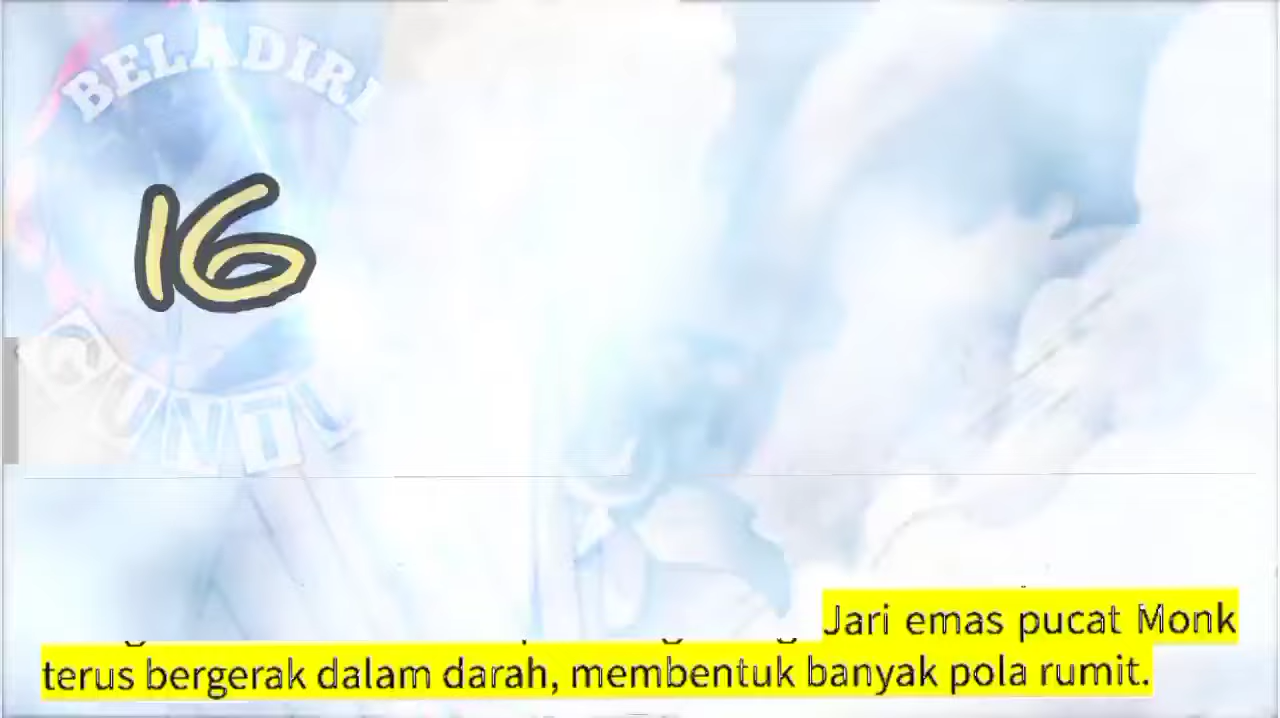 BELADIRI
16
Jari emas pucat Monk
terus bergerak dalam darah, membentuk banyak pola rumit.